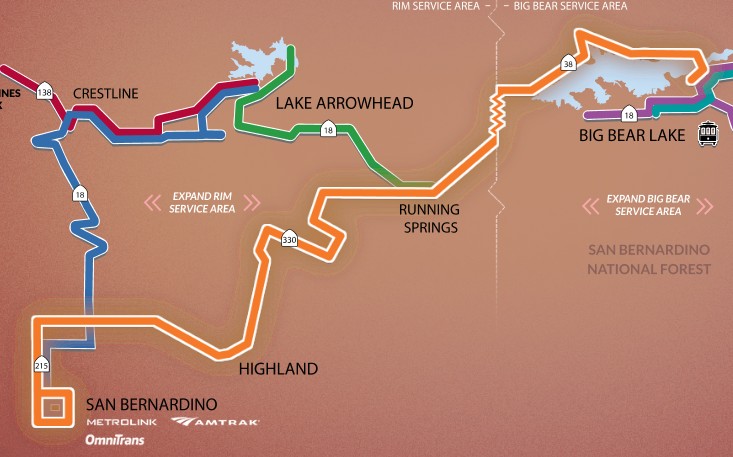 RIM SERVICE AREA – – BIG BEAR SERVICE AREA
38
INES
K
138
CRESTLINE
LAKE ARROWHEAD
18
18
BIG BEAR LAKE
18
EXPAND RIM
SERVICE AREA
EXPAND BIG BEAR
SERVICE AREA
RUNNING
SPRINGS
330
SAN BERNARDINO
NATIONAL FOREST
215
HIGHLAND
SAN BERNARDINO
METROLINK AMTRAK
OmniTrans